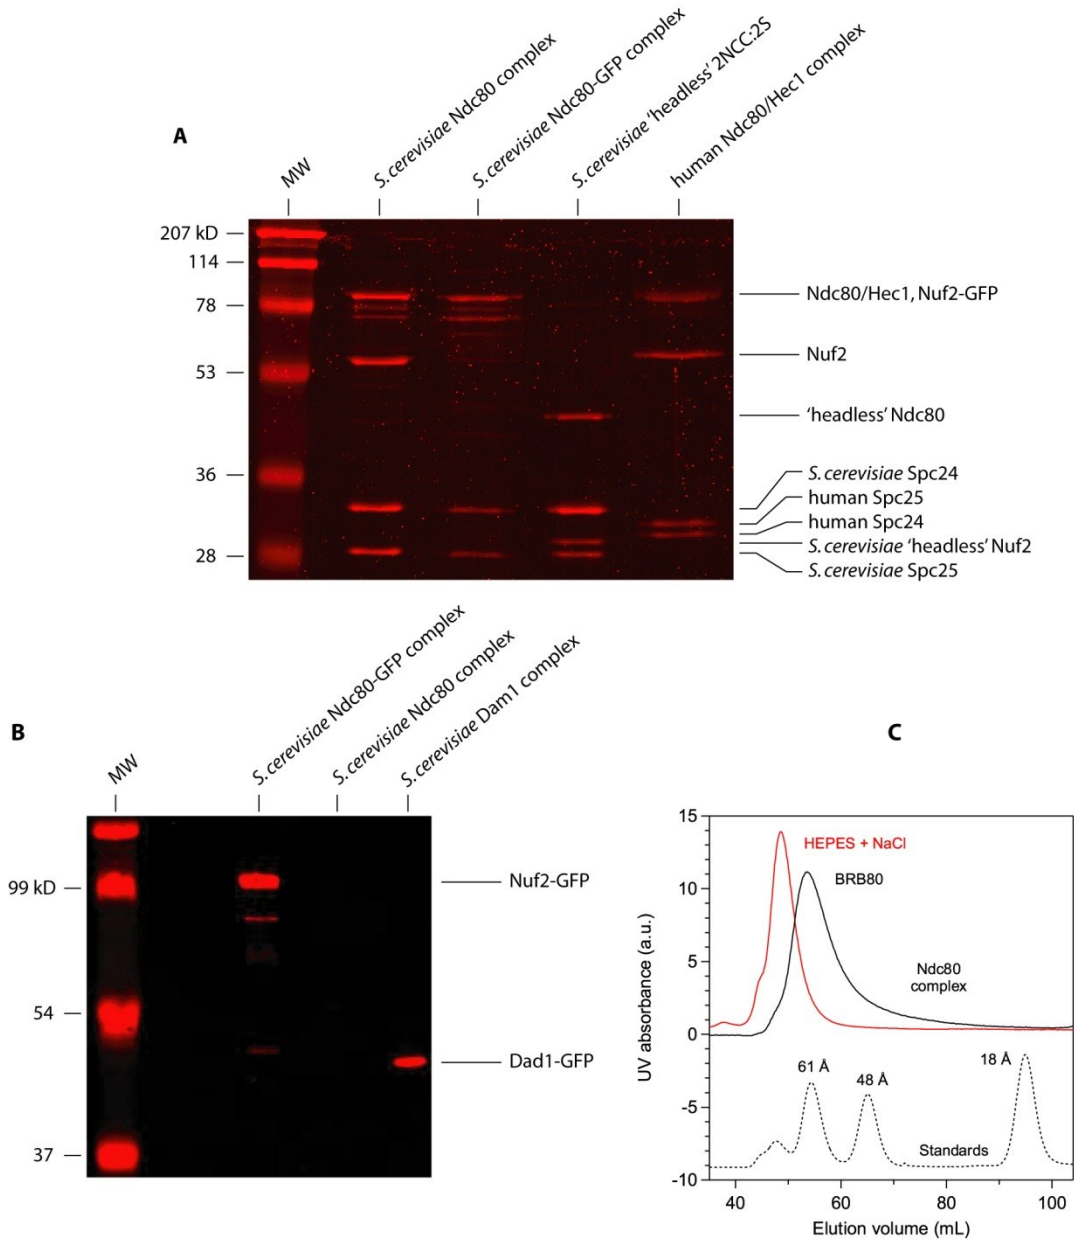 A
MW
S. cerevisiae Ndc80 complex
S. cerevisiae Ndc80-GFP complex
S. cerevisiae 'headless' 2NCC:2S
human Ndc80/Hec1 complex
207 kD
114
78
53
36
28
Ndc80/Hec1, Nuf2-GFP
Nuf2
'headless' Ndc80
S. cerevisiae Spc24
human Spc25
human Spc24
S. cerevisiae 'headless' Nuf2
S. cerevisiae Spc25
B
MW
S. cerevisiae Ndc80-GFP complex
S. cerevisiae Ndc80 complex
S. cerevisiae Dam1 complex
99 kD
54
37
Nuf2-GFP
Dad1-GFP
C
UV absorbance (a.u.)
15
10
5
0
-5
-10
HEPES + NaCl
BRB80
Ndc80
complex
61 Å
48 Å
18 Å
Standards
40
60
80
100
Elution volume (mL)